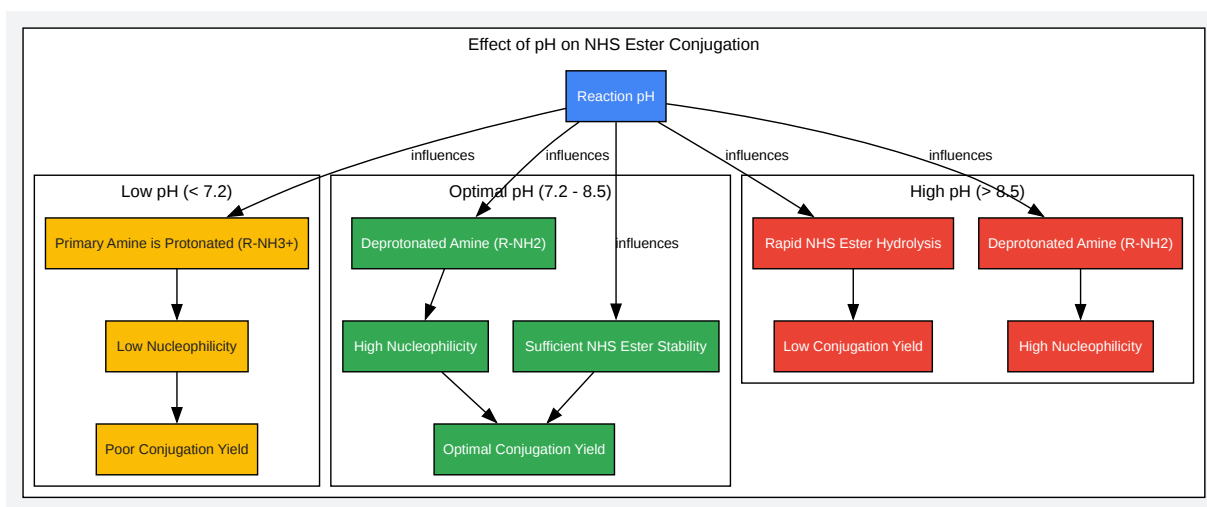 Effect of pH on NHS Ester Conjugation
Reaction pH
influences
influences
influences
influences
Low pH (< 7.2)
Optimal pH (7.2 - 8.5)
High pH (> 8.5)
Primary Amine is Protonated (R-NH3+)
Deprotonated Amine (R-NH2)
influences
Rapid NHS Ester Hydrolysis
Deprotonated Amine (R-NH2)
Low Nucleophilicity
High Nucleophilicity
Sufficient NHS Ester Stability
Low Conjugation Yield
High Nucleophilicity
Poor Conjugation Yield
Optimal Conjugation Yield